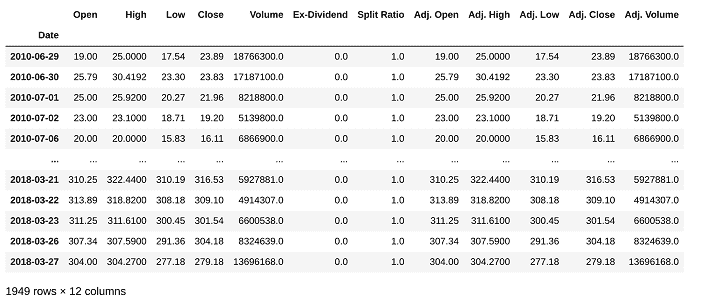 Open High Low Close Volume Ex-Dividend Split Ratio Adj. Open Adj. High Adj. Low Adj. Close Adj. Volume
Date
2010-06-29 19.00 25.0000 17.54 23.89 18766300.0 0.0 1.0 19.00 25.0000 17.54 23.89 18766300.0
2010-06-30 25.79 30.4192 23.30 23.83 17187100.0 0.0 1.0 25.79 30.4192 23.30 23.83 17187100.0
2010-07-01 25.00 25.9200 20.27 21.96 8218800.0 0.0 1.0 25.00 25.9200 20.27 21.96 8218800.0
2010-07-02 23.00 23.1000 18.71 19.20 5139800.0 0.0 1.0 23.00 23.1000 18.71 19.20 5139800.0
2010-07-06 20.00 20.0000 15.83 16.11 6866900.0 0.0 1.0 20.00 20.0000 15.83 16.11 6866900.0
... ... ... ... ... ... ... ... ... ... ... ... ...
2018-03-21 310.25 322.4400 310.19 316.53 5927881.0 0.0 1.0 310.25 322.4400 310.19 316.53 5927881.0
2018-03-22 313.89 318.8200 308.18 309.10 4914307.0 0.0 1.0 313.89 318.8200 308.18 309.10 4914307.0
2018-03-23 311.25 311.6100 300.45 301.54 6600538.0 0.0 1.0 311.25 311.6100 300.45 301.54 6600538.0
2018-03-26 307.34 307.5900 291.36 304.18 8324639.0 0.0 1.0 307.34 307.5900 291.36 304.18 8324639.0
2018-03-27 304.00 304.2700 277.18 279.18 13696168.0 0.0 1.0 304.00 304.2700 277.18 279.18 13696168.0
1949 rows × 12 columns